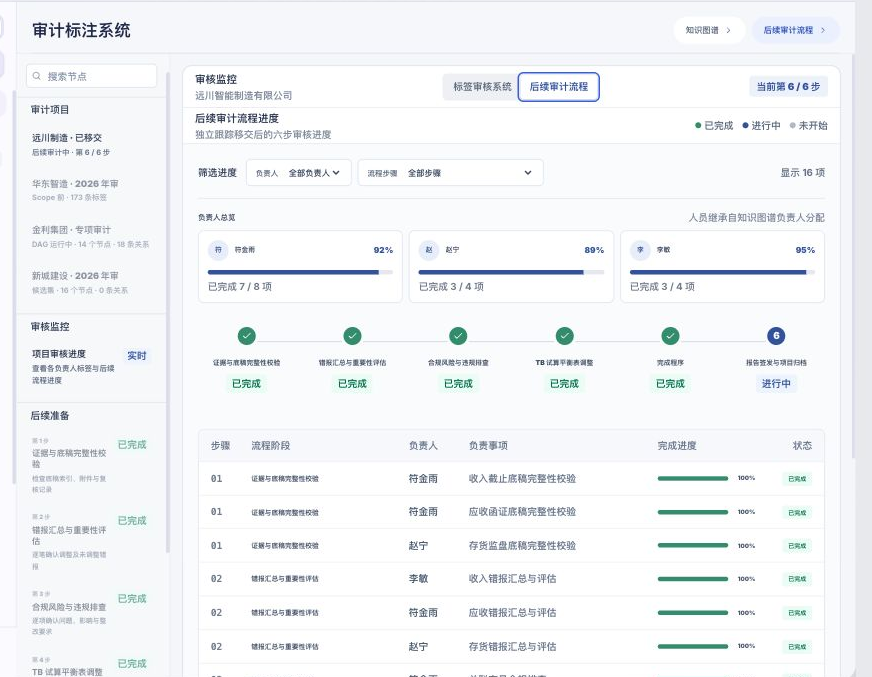 审计标注系统
知识图谱
后续审计流程
搜索节点
审计项目
远川制造 · 已移交
后续审计中 · 第 6 / 6 步
华东智造 · 2026 年审
Scope 前 · 173 条标签
金利集团 · 专项审计
DAG 运行中 · 14 个节点 · 18 条关系
新城建设 · 2026 年审
候选集 · 16 个节点 · 0 条关系
审核监控
项目审核进度
实时
查看各负责人标签与后续
流程进度
后续准备
第 1 步
证据与底稿完整性校
验
已完成
检查底稿索引、附件与复
核记录
第 2 步
错报汇总与重要性评
估
已完成
逐笔确认调整及未调整错
报
第 3 步
合规风险与违规排查
已完成
逐项确认问题、影响与整
改要求
第 4 步
TB 试算平衡表调整
已完成
审核监控
远川智能制造有限公司
标签审核系统
后续审计流程
当前第 6 / 6 步
后续审计流程进度
独立跟踪移交后的六步审核进度
已完成
进行中
未开始
筛选进度
负责人 全部负责人
流程步骤 全部步骤
显示 16 项
负责人总览
人员继承自知识图谱负责人分配
符 符金雨 92%
已完成 7 / 8 项
赵 赵宁 89%
已完成 3 / 4 项
李 李敏 95%
已完成 3 / 4 项
6
证据与底稿完整性校验
错报汇总与重要性评估
合规风险与违规排查
TB 试算平衡表调整
完成程序
报告签发与项目归档
已完成
已完成
已完成
已完成
已完成
进行中
步骤 流程阶段 负责人 负责事项 完成进度 状态
01 证据与底稿完整性校验 符金雨 收入截止底稿完整性校验 100% 已完成
01 证据与底稿完整性校验 符金雨 应收函证底稿完整性校验 100% 已完成
01 证据与底稿完整性校验 赵宁 存货监盘底稿完整性校验 100% 已完成
02 错报汇总与重要性评估 李敏 收入错报汇总与评估 100% 已完成
02 错报汇总与重要性评估 符金雨 应收错报汇总与评估 100% 已完成
02 错报汇总与重要性评估 赵宁 存货错报汇总与评估 100% 已完成